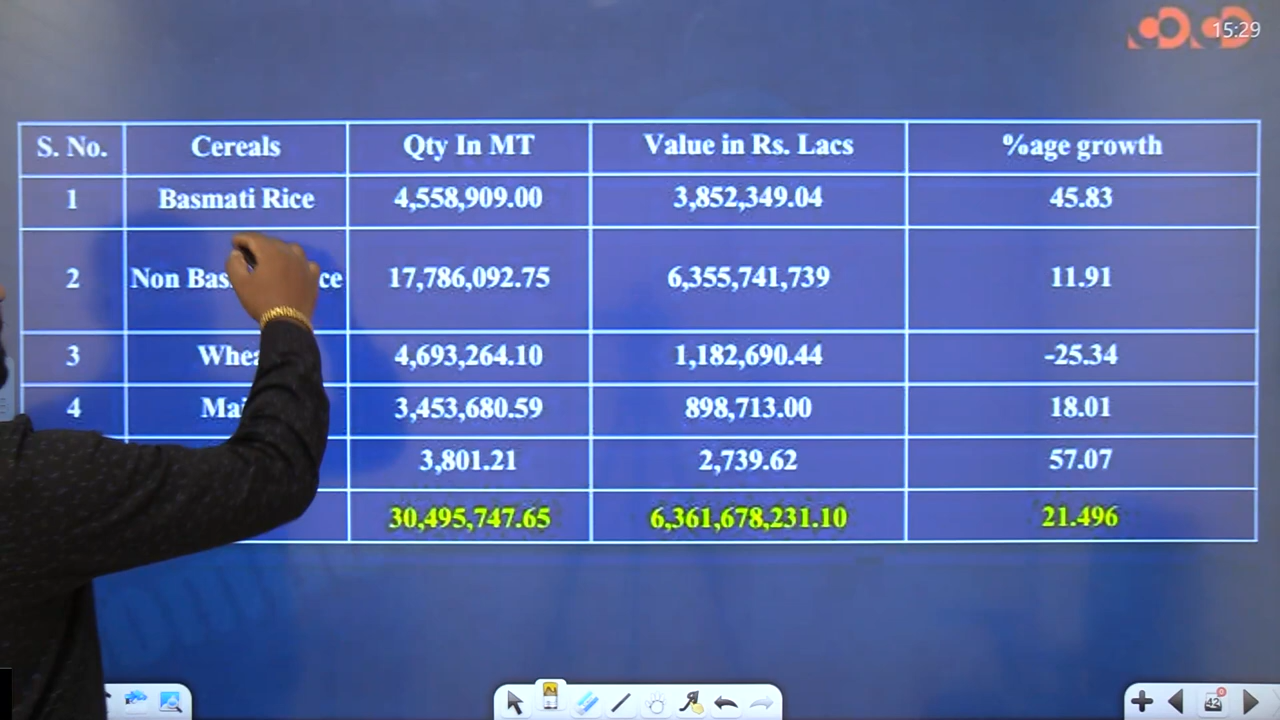 15:29
S. No. Cereals Qty In MT Value in Rs. Lacs %age growth
1 Basmati Rice 4,558,909.00 3,852,349.04 45.83
2 Non 17,786,092.75 6,355,741,739 11.91
3 4,693,264.10 1,182,690.44 -25.34
4 3,453,680.59 898,713.00 18.01
3,801.21 2,739.62 57.07
30,495,747.65 6,361,678,231.10 21.496
42